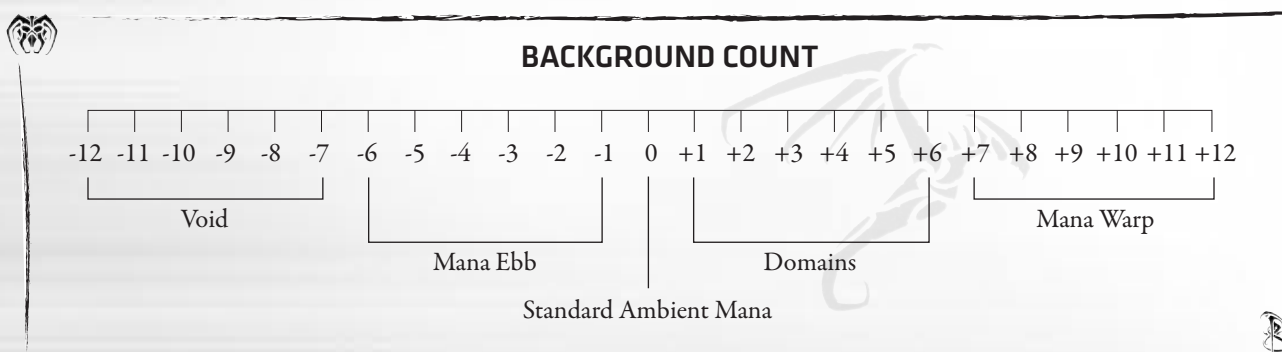 BACKGROUND COUNT
-12 -11 -10 -9 -8 -7 -6 -5 -4 -3 -2 -1 0 +1 +2 +3 +4 +5 +6 +7 +8 +9 +10 +11 +12
Void Mana Warp
Mana Ebb Domains
Standard Ambient Mana